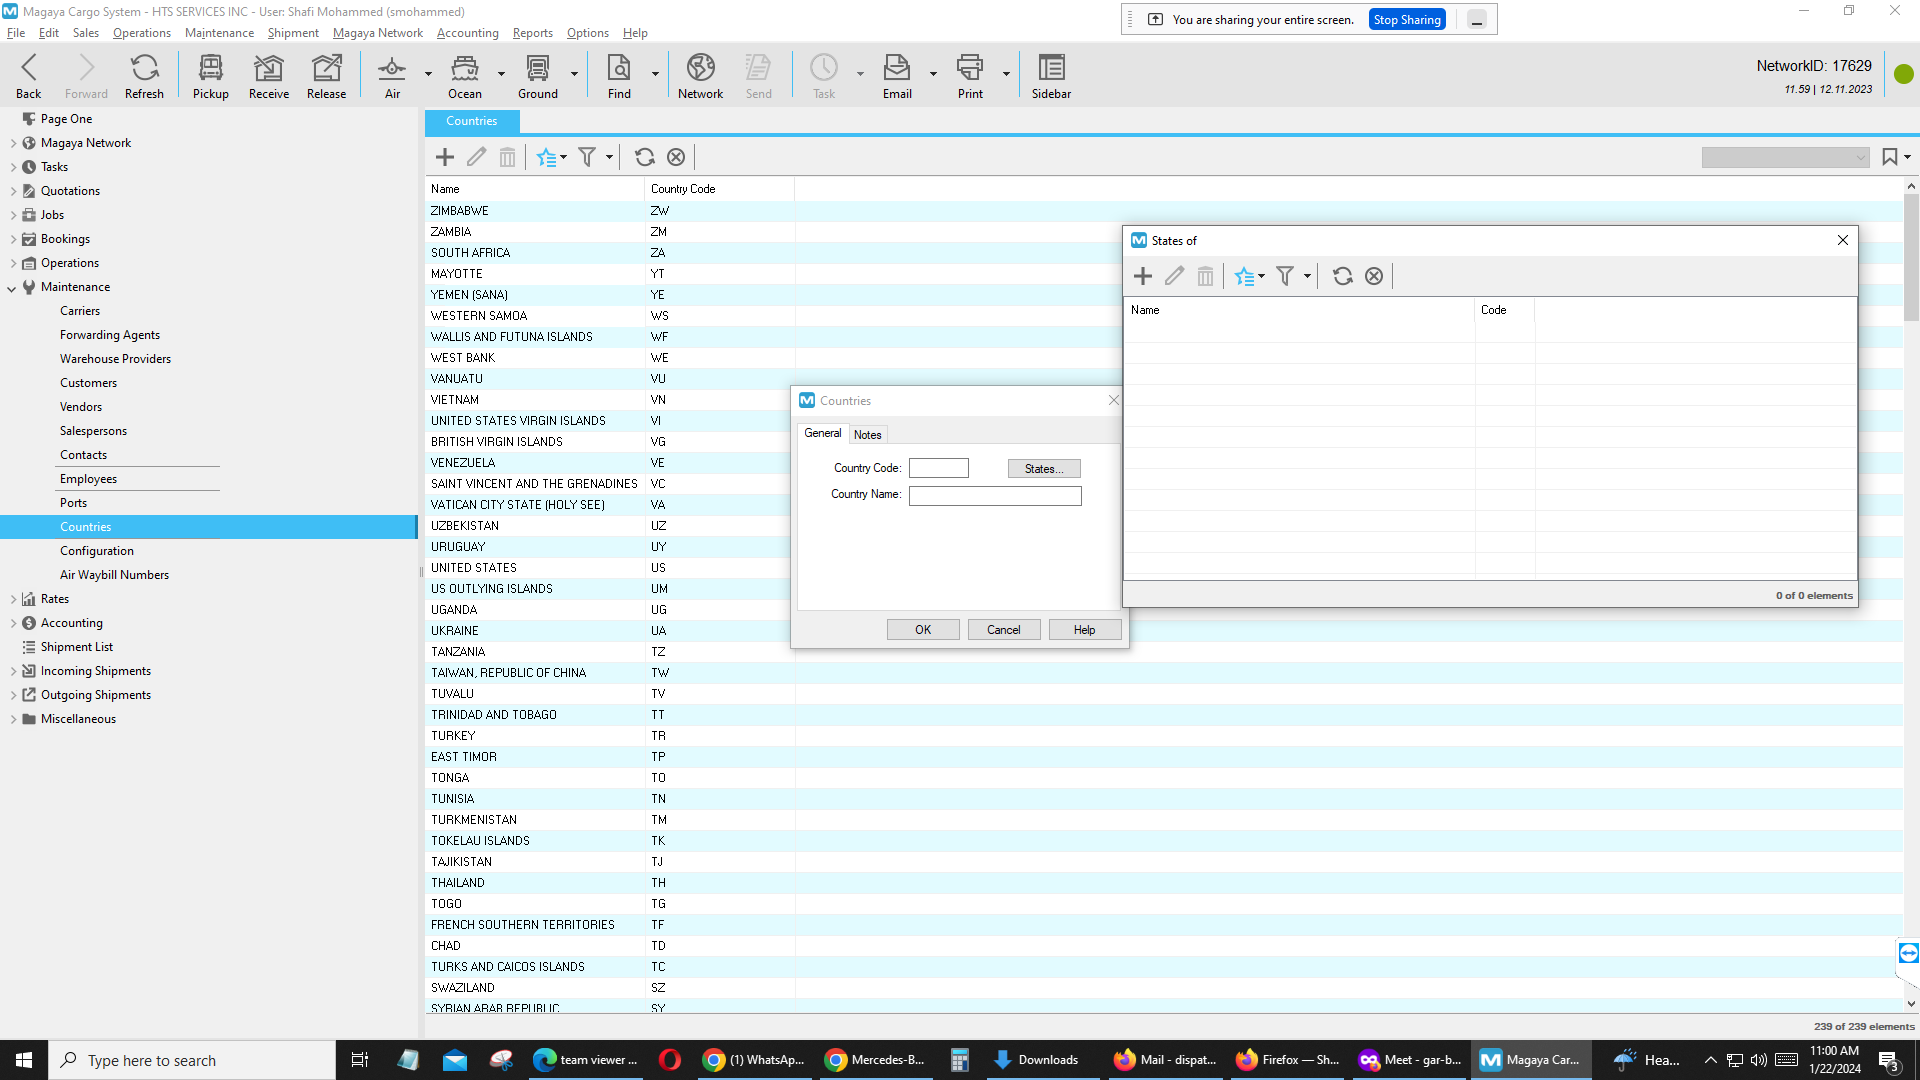 Magaya Cargo System - HTS SERVICES INC - User: Shafi Mohammed (smohammed)
You are sharing your entire screen.
Stop Sharing
File Edit Sales Operations Maintenance Shipment Magaya Network Accounting Reports Options Help
Back Forward Refresh Pickup Receive Release Air Ocean Ground Find Network Send Task Email Print Sidebar
NetworkID: 17629
11.59 | 12.11.2023
Page One
Magaya Network
Tasks
Quotations
Jobs
Bookings
Operations
Maintenance
Carriers
Forwarding Agents
Warehouse Providers
Customers
Vendors
Salespersons
Contacts
Employees
Ports
Countries
Configuration
Air Waybill Numbers
Rates
Accounting
Shipment List
Incoming Shipments
Outgoing Shipments
Miscellaneous
Countries
Name Country Code
ZIMBABWE ZW
ZAMBIA ZM
SOUTH AFRICA ZA
MAYOTTE YT
YEMEN (SANA) YE
WESTERN SAMOA WS
WALLIS AND FUTUNA ISLANDS WF
WEST BANK WE
VANUATU VU
VIETNAM VN
UNITED STATES VIRGIN ISLANDS VI
BRITISH VIRGIN ISLANDS VG
VENEZUELA VE
SAINT VINCENT AND THE GRENADINES VC
VATICAN CITY STATE (HOLY SEE) VA
UZBEKISTAN UZ
URUGUAY UY
UNITED STATES US
US OUTLYING ISLANDS UM
UGANDA UG
UKRAINE UA
TANZANIA TZ
TAIWAN, REPUBLIC OF CHINA TW
TUVALU TV
TRINIDAD AND TOBAGO TT
TURKEY TR
EAST TIMOR TP
TONGA TO
TUNISIA TN
TURKMENISTAN TM
TOKELAU ISLANDS TK
TAJIKISTAN TJ
THAILAND TH
TOGO TG
FRENCH SOUTHERN TERRITORIES TF
CHAD TD
TURKS AND CAICOS ISLANDS TC
SWAZILAND SZ
SYRIAN ARAB REPUBLIC SY
239 of 239 elements
Countries
General Notes
Country Code:
States...
Country Name:
OK Cancel Help
States of
Name Code
0 of 0 elements
Type here to search
team viewer ...
(1) WhatsAp...
Mercedes-B...
Downloads
Mail - dispat...
Firefox — Sh...
Meet - gar-b...
Magaya Car...
Hea...
11:00 AM
1/22/2024
3